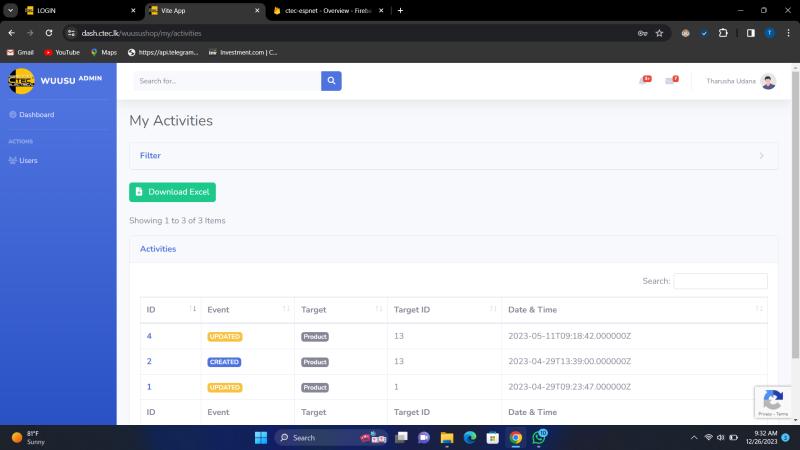 LOGIN
Vite App
ctec-espnet - Overview - Fireba
dash.ctec.lk/wuusushop/my/activities
Gmail
YouTube
Maps
https://api.telegram...
Investment.com | C...
CTEC
WUUSU ADMIN
Search for...
3+
7
Tharusha Udana
Dashboard
ACTIONS
Users
My Activities
Filter
Download Excel
Showing 1 to 3 of 3 Items
Activities
Search:
ID Event Target Target ID Date & Time
4 UPDATED Product 13 2023-05-11T09:18:42.000000Z
2 CREATED Product 13 2023-04-29T13:39:00.000000Z
1 UPDATED Product 1 2023-04-29T09:23:47.000000Z
ID Event Target Target ID Date & Time
Privacy - Terms
81°F
Sunny
Search
9:32 AM
12/26/2023